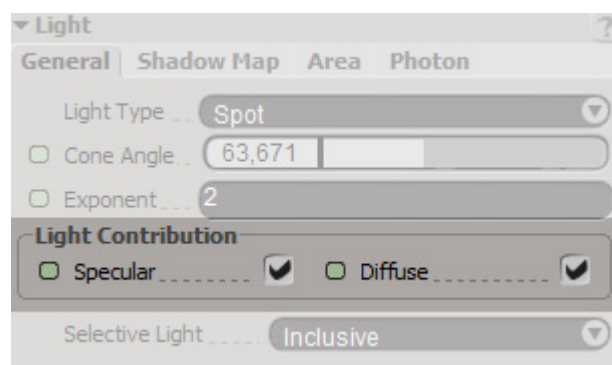 Light ?
General Shadow Map Area Photon
Light Type Spot
Cone Angle 63,671
Exponent 2
Light Contribution
Specular Diffuse
Selective Light Inclusive